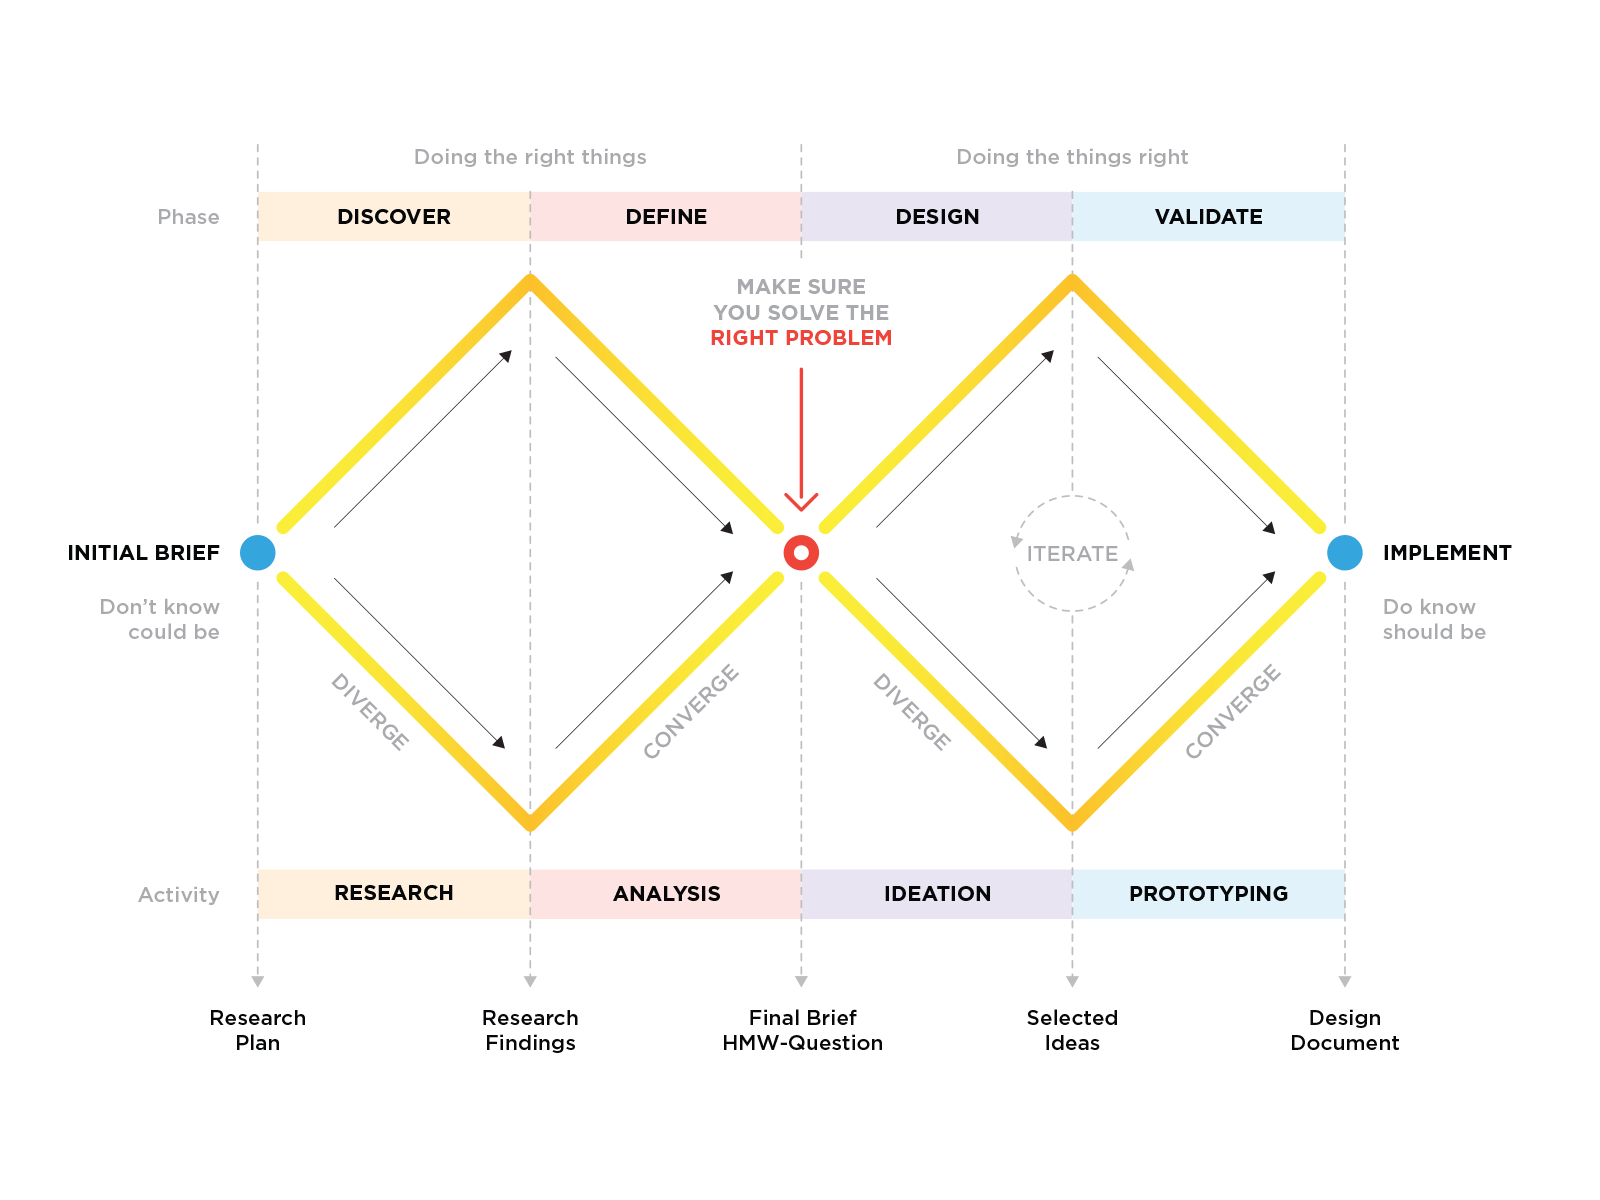 Doing the right things
Doing the things right
Phase
DISCOVER
DEFINE
DESIGN
VALIDATE
MAKE SURE
YOU SOLVE THE
RIGHT PROBLEM
INITIAL BRIEF
Don’t know
could be
ITERATE
IMPLEMENT
Do know
should be
DIVERGE
CONVERGE
DIVERGE
CONVERGE
Activity
RESEARCH
ANALYSIS
IDEATION
PROTOTYPING
Research
Plan
Research
Findings
Final Brief
HMW-Question
Selected
Ideas
Design
Document